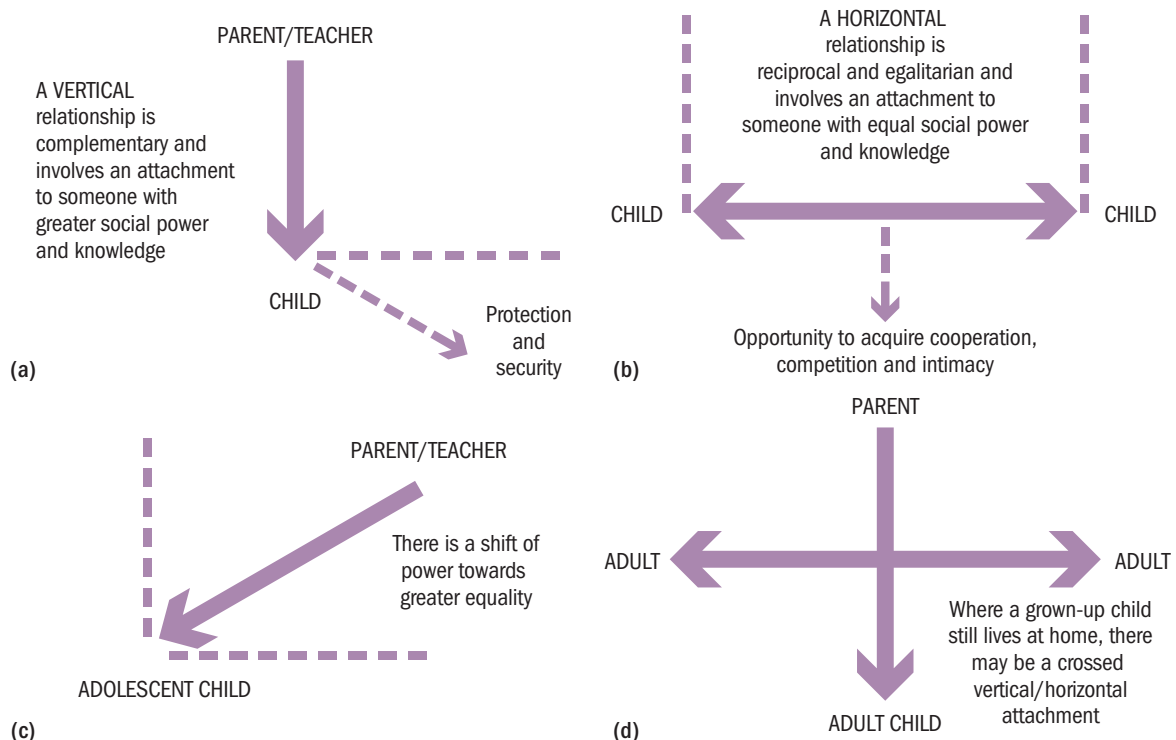 PARENT/TEACHER
A VERTICAL
relationship is
complementary and
involves an attachment
to someone with
greater social power
and knowledge
CHILD
Protection
and
security
(a)
A HORIZONTAL
relationship is
reciprocal and egalitarian and
involves an attachment to
someone with equal social power
and knowledge
CHILD
CHILD
Opportunity to acquire cooperation,
competition and intimacy
(b)
PARENT/TEACHER
There is a shift of
power towards
greater equality
ADOLESCENT CHILD
(c)
PARENT
ADULT
ADULT
Where a grown-up child
still lives at home, there
may be a crossed
vertical/horizontal
attachment
ADULT CHILD
(d)